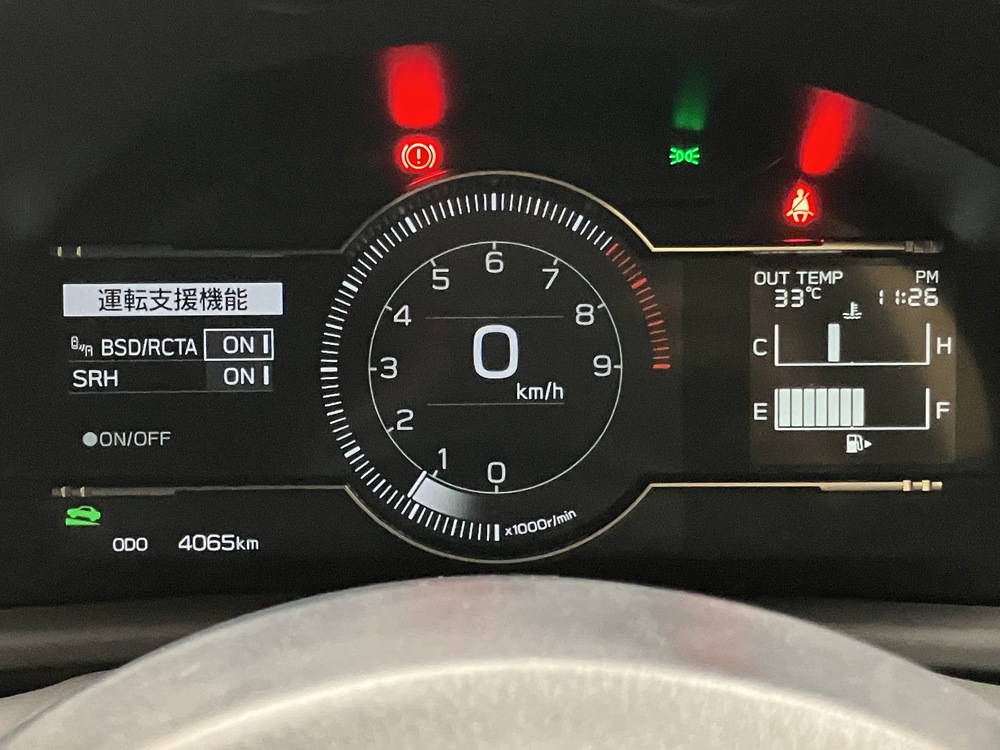 運転支援機能
BSD/RCTA ON
SRH ON
●ON/OFF
ODO 4065km
0 1 2 3 4 5 6 7 8 9
0
km/h
x1000r/min
OUT TEMP PM
33℃ 11:26
C H
E F